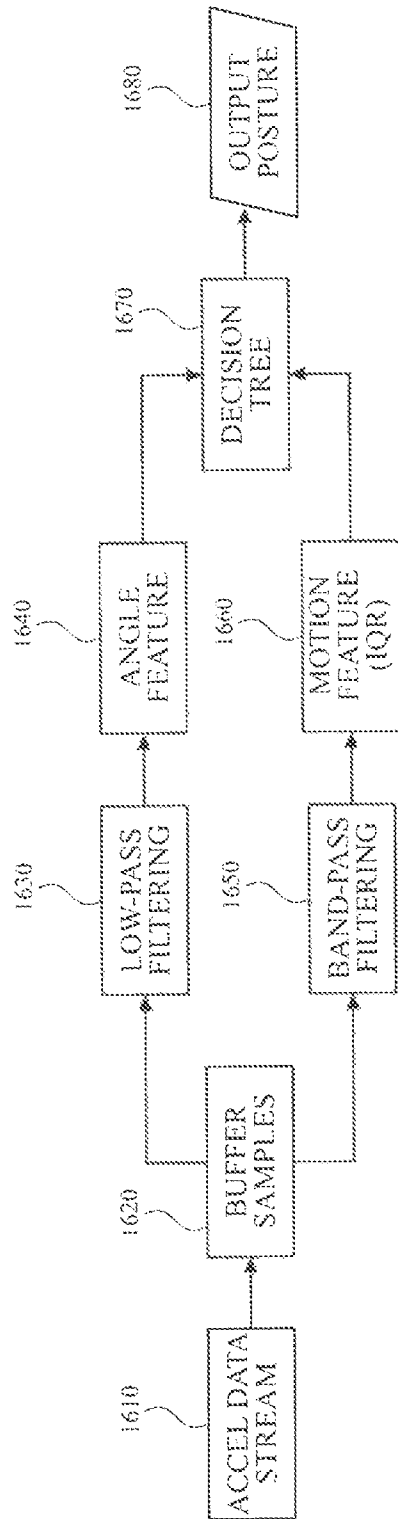 1610
ACCEL DATA
STREAM
1620
BUFFER
SAMPLES
1630
LOW-PASS
FILTERING
1640
ANGLE
FEATURE
1650
BAND-PASS
FILTERING
1660
MOTION
FEATURE
(IQR)
1670
DECISION
TREE
1680
OUTPUT
POSTURE